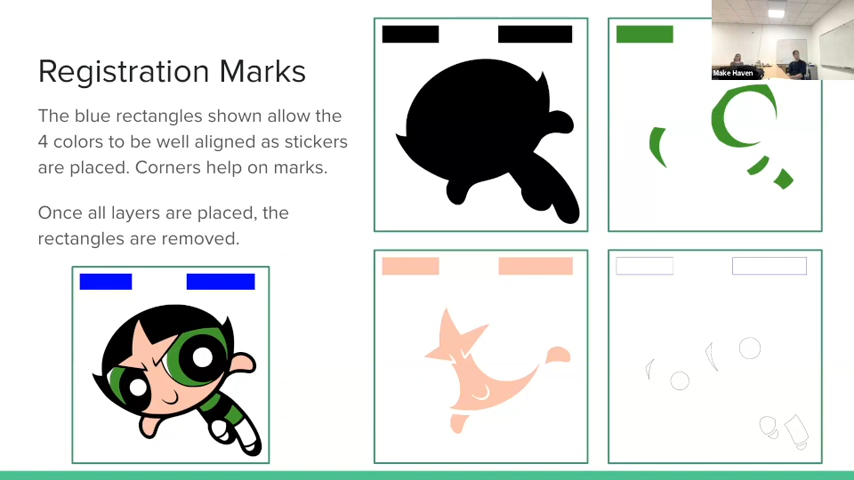 Registration Marks
The blue rectangles shown allow the
4 colors to be well aligned as stickers
are placed. Corners help on marks.
Once all layers are placed, the
rectangles are removed.
Make Haven